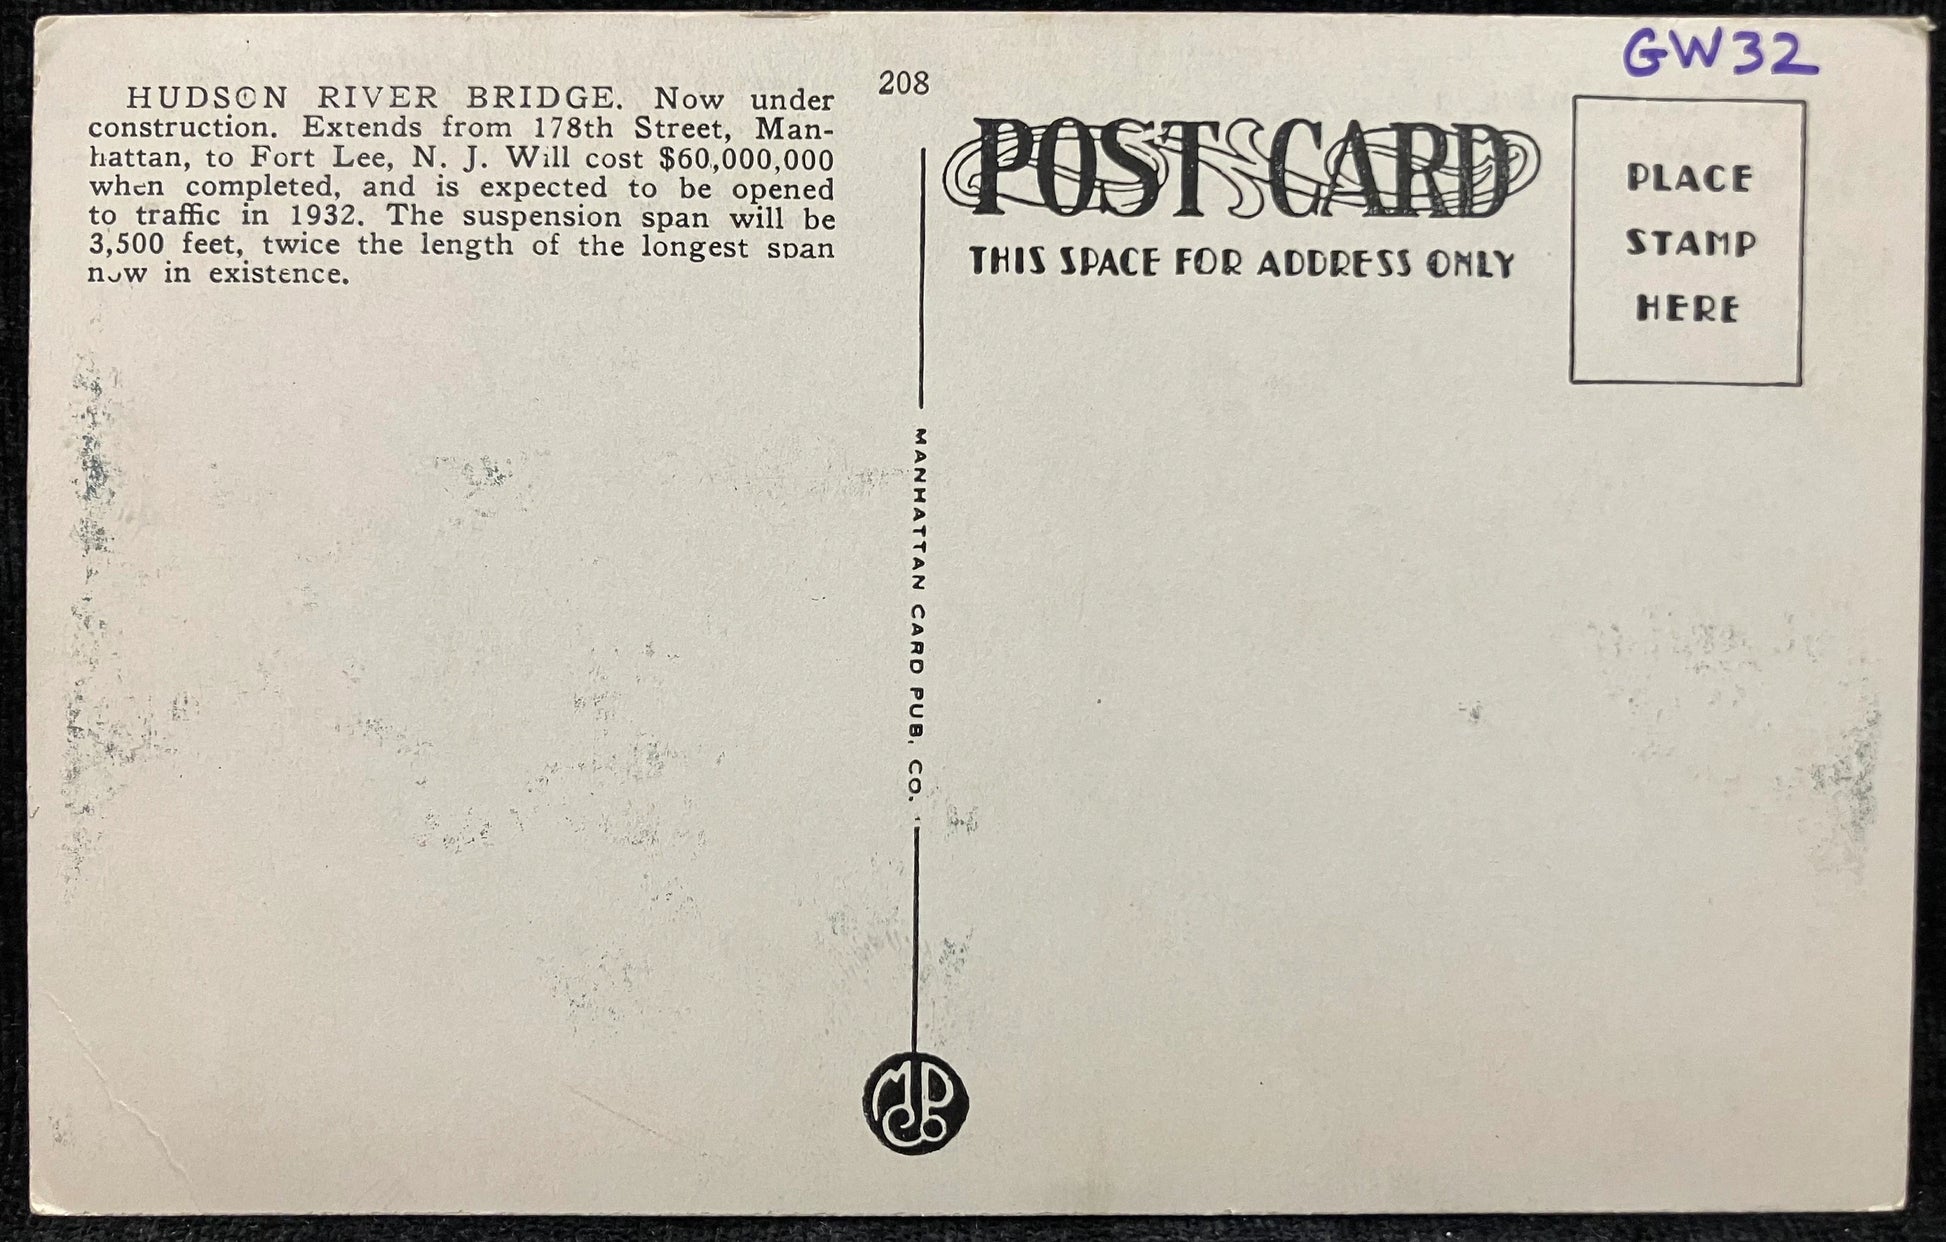 GW32
HUDSON RIVER BRIDGE. Now under
construction. Extends from 178th Street, Man-
hattan, to Fort Lee, N. J. Will cost $60,000,000
when completed, and is expected to be opened
to traffic in 1932. The suspension span will be
3,500 feet, twice the length of the longest span
now in existence.
208
POST CARD
THIS SPACE FOR ADDRESS ONLY
PLACE
STAMP
HERE
MANHATTAN CARD PUB. CO.
MPCo